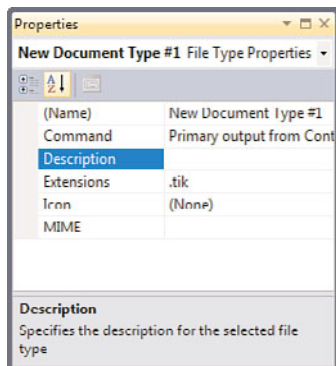 Properties
New Document Type #1 File Type Properties
(Name) New Document Type #1
Command Primary output from Cont
Description
Extensions .tik
Icon (None)
MIME
Description
Specifies the description for the selected file
type